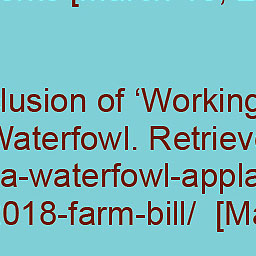 lusion of ‘Working
Waterfowl. Retrieve
a-waterfowl-appla
018-farm-bill/  [Ma